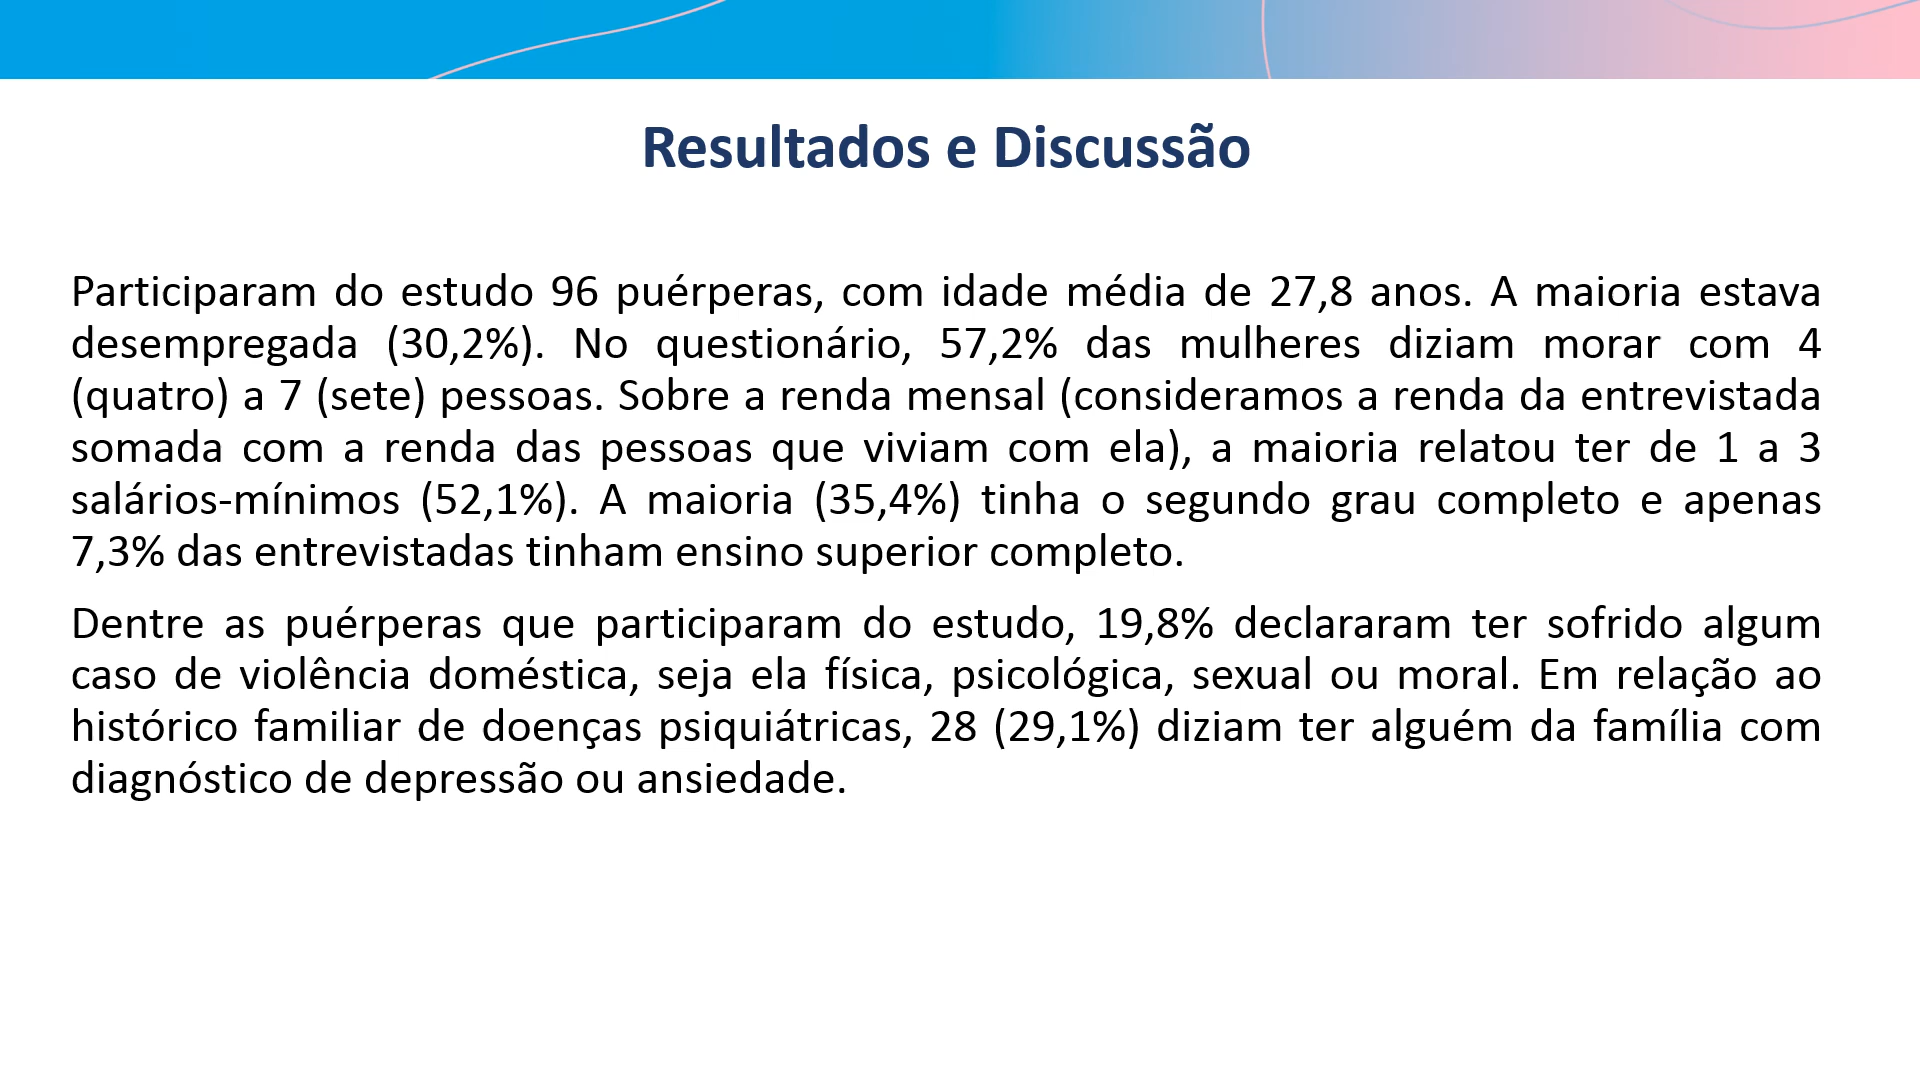 Resultados e Discussão
Participaram do estudo 96 puérperas, com idade média de 27,8 anos. A maioria estava
desempregada (30,2%). No questionário, 57,2% das mulheres diziam morar com 4
(quatro) a 7 (sete) pessoas. Sobre a renda mensal (consideramos a renda da entrevistada
somada com a renda das pessoas que viviam com ela), a maioria relatou ter de 1 a 3
salários-mínimos (52,1%). A maioria (35,4%) tinha o segundo grau completo e apenas
7,3% das entrevistadas tinham ensino superior completo.
Dentre as puérperas que participaram do estudo, 19,8% declararam ter sofrido algum
caso de violência doméstica, seja ela física, psicológica, sexual ou moral. Em relação ao
histórico familiar de doenças psiquiátricas, 28 (29,1%) diziam ter alguém da família com
diagnóstico de depressão ou ansiedade.